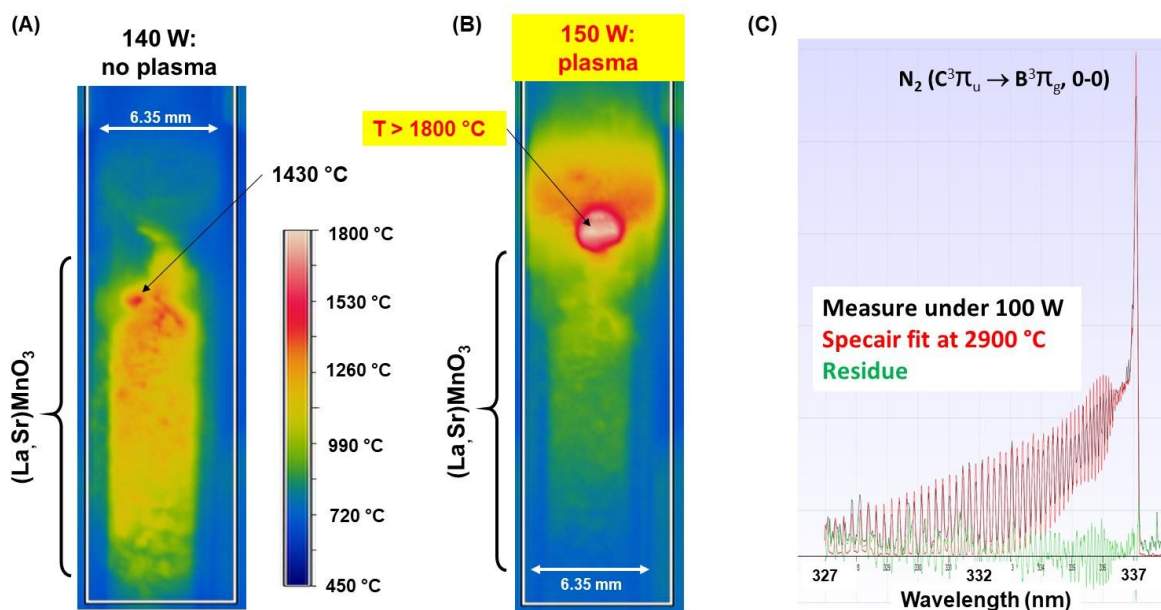 (A)
140 W:
no plasma
6.35 mm
1430 °C
(La,Sr)MnO₃
1800 °C
1530 °C
1260 °C
990 °C
720 °C
450 °C
(B)
150 W:
plasma
T > 1800 °C
(La,Sr)MnO₃
6.35 mm
(C)
N₂ (C³Πᵤ → B³Π_g, 0-0)
Measure under 100 W
Specair fit at 2900 °C
Residue
327
332
337
Wavelength (nm)